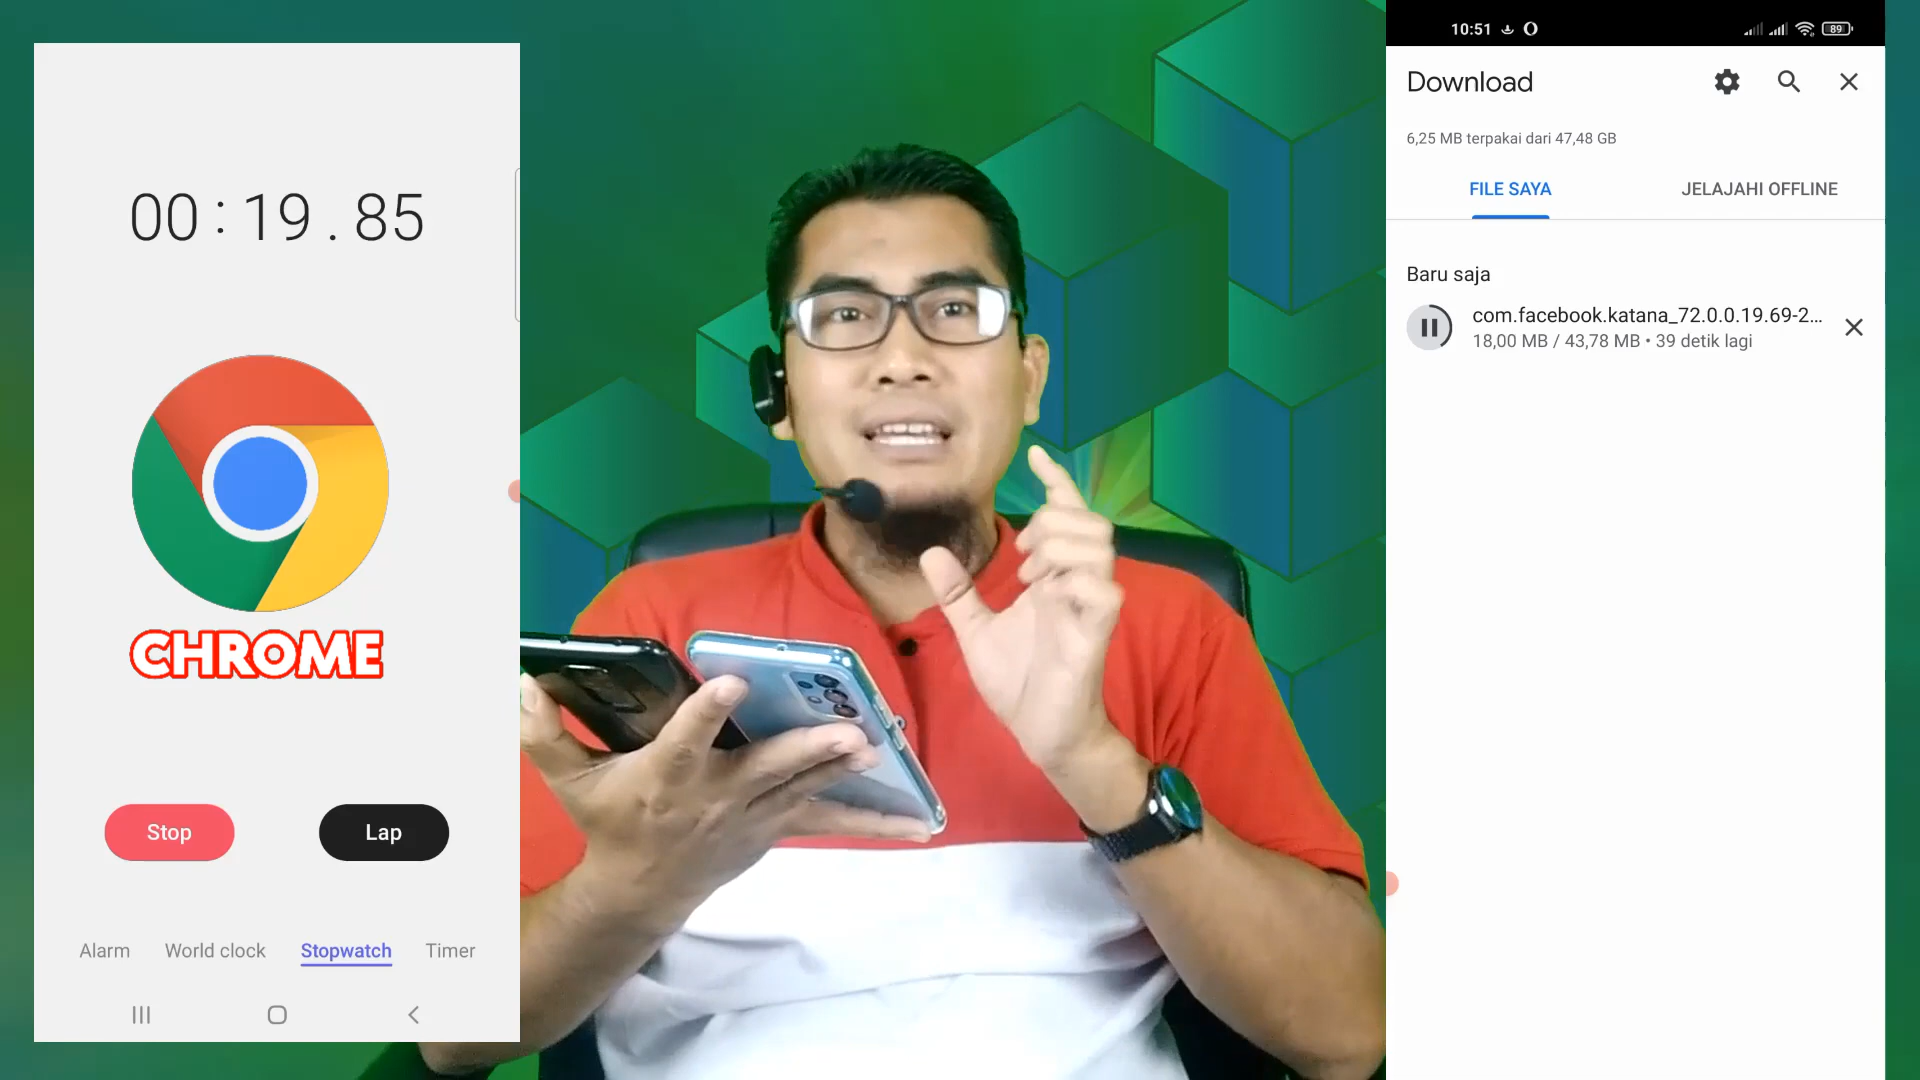 00:19.85
CHROME
Stop
Lap
Alarm
World clock
Stopwatch
Timer
10:51
89
Download
6,25 MB terpakai dari 47,48 GB
FILE SAYA
JELAJAHI OFFLINE
Baru saja
com.facebook.katana_72.0.0.19.69-2...
18,00 MB / 43,78 MB • 39 detik lagi